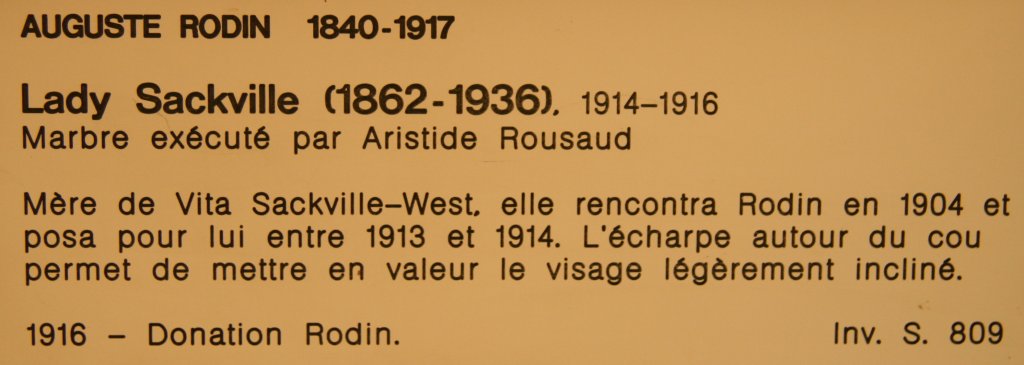 AUGUSTE RODIN 1840-1917
Lady Sackville (1862-1936), 1914-1916
Marbre exécuté par Aristide Rousaud
Mère de Vita Sackville-West, elle rencontra Rodin en 1904 et
posa pour lui entre 1913 et 1914. L'écharpe autour du cou
permet de mettre en valeur le visage légèrement incliné.
1916 - Donation Rodin. Inv. S. 809